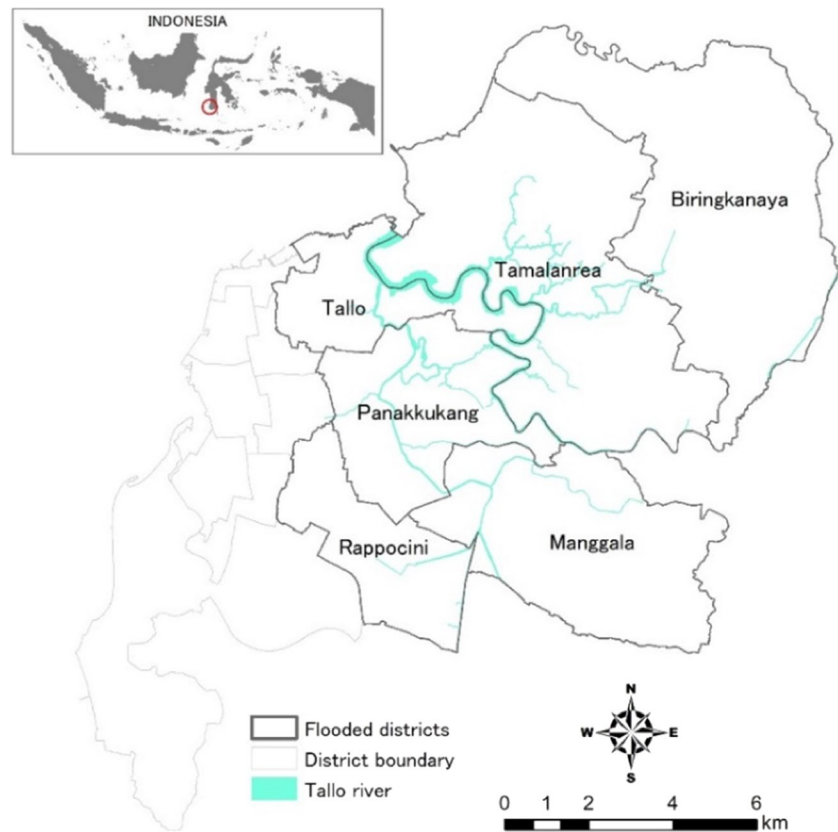 INDONESIA
Biringkanaya
Tamalanrea
Tallo
Panakkukang
Rappocini
Manggala
N
W E
S
Flooded districts
District boundary
Tallo river
0 1 2 4 6
km